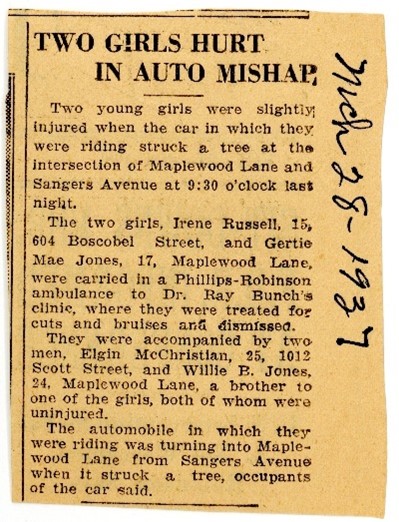 TWO GIRLS HURT
IN AUTO MISHAP
Two young girls were slightly
injured when the car in which they
were riding struck a tree at the
intersection of Maplewood Lane and
Sangers Avenue at 9:30 o'clock last
night.
The two girls, Irene Russell, 15,
604 Boscobel Street, and Gertie
Mae Jones, 17, Maplewood Lane,
were carried in a Phillips-Robinson
ambulance to Dr. Ray Bunch's
clinic, where they were treated for
cuts and bruises and dismissed.
They were accompanied by two
men, Elgin McChristian, 25, 1012
Scott Street, and Willie B. Jones,
24, Maplewood Lane, a brother to
one of the girls, both of whom were
uninjured.
The automobile in which they
were riding was turning into Maple-
wood Lane from Sangers Avenue
when it struck a tree, occupants
of the car said.
Mch 28-1937